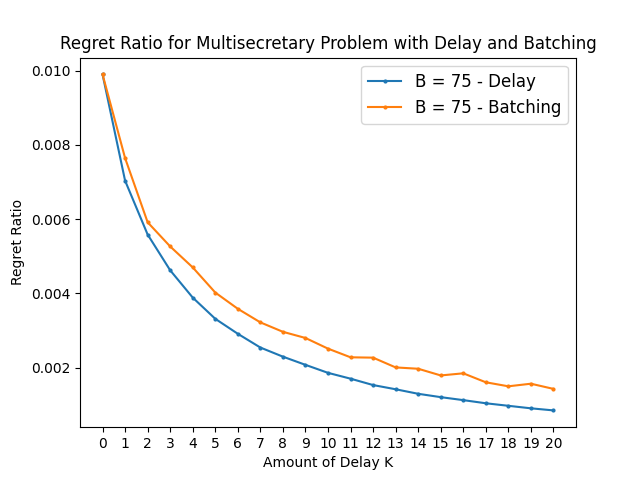 Regret Ratio for Multisecretary Problem with Delay and Batching
B = 75 - Delay
B = 75 - Batching
Regret Ratio
0.010
0.008
0.006
0.004
0.002
0 1 2 3 4 5 6 7 8 9 10 11 12 13 14 15 16 17 18 19 20
Amount of Delay K